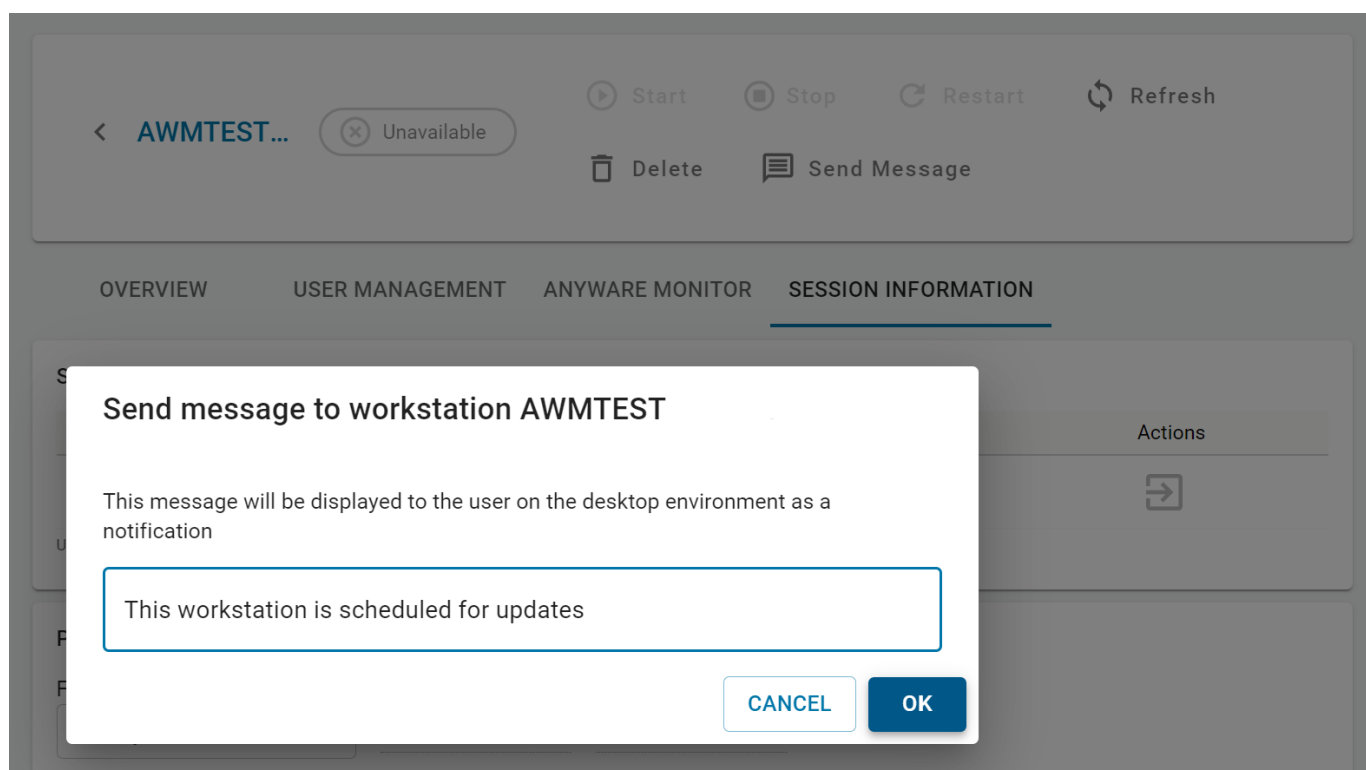 Start Stop Restart Refresh
AWMTEST... Unavailable
Delete Send Message
OVERVIEW USER MANAGEMENT ANYWARE MONITOR SESSION INFORMATION
Send message to workstation AWMTEST
Actions
This message will be displayed to the user on the desktop environment as a
notification
This workstation is scheduled for updates
CANCEL OK